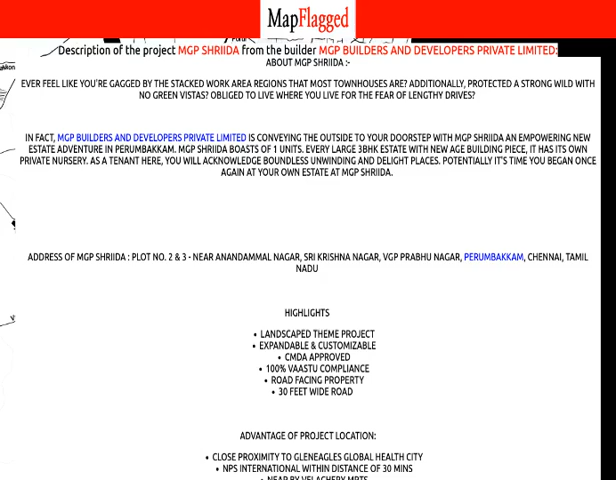 MapFlagged
Description of the project MGP SHRIIDA from the builder MGP BUILDERS AND DEVELOPERS PRIVATE LIMITED:
ABOUT MGP SHRIIDA :-
EVER FEEL LIKE YOU'RE GAGGED BY THE STACKED WORK AREA REGIONS THAT MOST TOWNHOUSES ARE? ADDITIONALLY, PROTECTED A STRONG WILD WITH
NO GREEN VISTAS? OBLIGED TO LIVE WHERE YOU LIVE FOR THE FEAR OF LENGTHY DRIVES?
IN FACT, MGP BUILDERS AND DEVELOPERS PRIVATE LIMITED IS CONVEYING THE OUTSIDE TO YOUR DOORSTEP WITH MGP SHRIIDA AN EMPOWERING NEW
ESTATE ADVENTURE IN PERUMBAKKAM. MGP SHRIIDA BOASTS OF 1 UNITS. EVERY LARGE 3BHK ESTATE WITH NEW AGE BUILDING PIECE, IT HAS ITS OWN
PRIVATE NURSERY. AS A TENANT HERE, YOU WILL ACKNOWLEDGE BOUNDLESS UNWINDING AND DELIGHT PLACES. POTENTIALLY IT'S TIME YOU BEGAN ONCE
AGAIN AT YOUR OWN ESTATE AT MGP SHRIIDA.
ADDRESS OF MGP SHRIIDA : PLOT NO. 2 & 3 - NEAR ANANDAMMAL NAGAR, SRI KRISHNA NAGAR, VGP PRABHU NAGAR, PERUMBAKKAM, CHENNAI, TAMIL
NADU
HIGHLIGHTS
• LANDSCAPED THEME PROJECT
• EXPANDABLE & CUSTOMIZABLE
• CMDA APPROVED
• 100% VAASTU COMPLIANCE
• ROAD FACING PROPERTY
• 30 FEET WIDE ROAD
ADVANTAGE OF PROJECT LOCATION:
• CLOSE PROXIMITY TO GLENEAGLES GLOBAL HEALTH CITY
• NPS INTERNATIONAL WITHIN DISTANCE OF 30 MINS
• NEAR BY VELACHERY MRTS